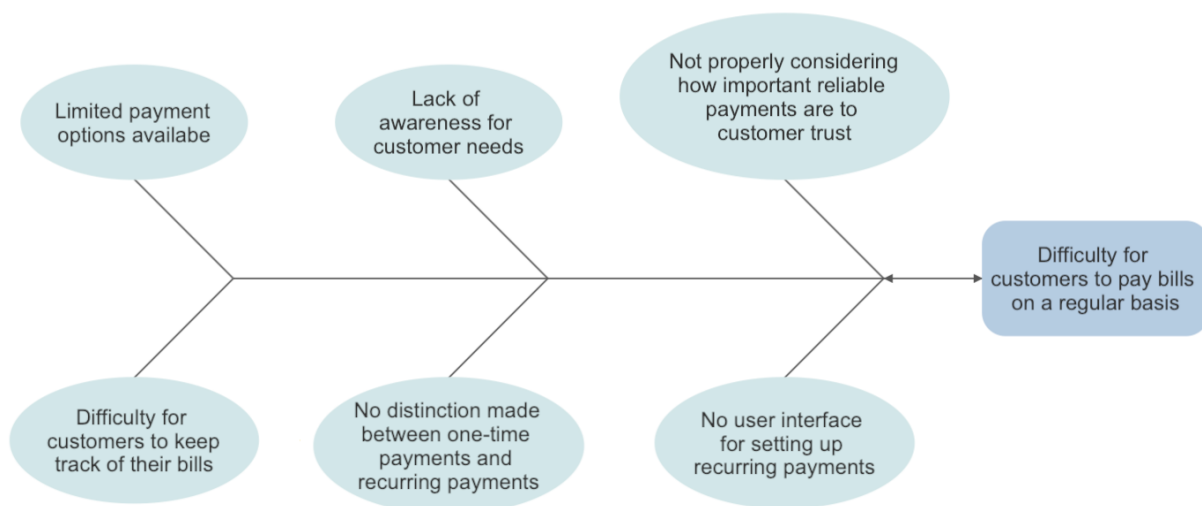 Limited payment
options availabe
Lack of
awareness for
customer needs
Not properly considering
how important reliable
payments are to
customer trust
Difficulty for
customers to pay bills
on a regular basis
Difficulty for
customers to keep
track of their bills
No distinction made
between one-time
payments and
recurring payments
No user interface
for setting up
recurring payments